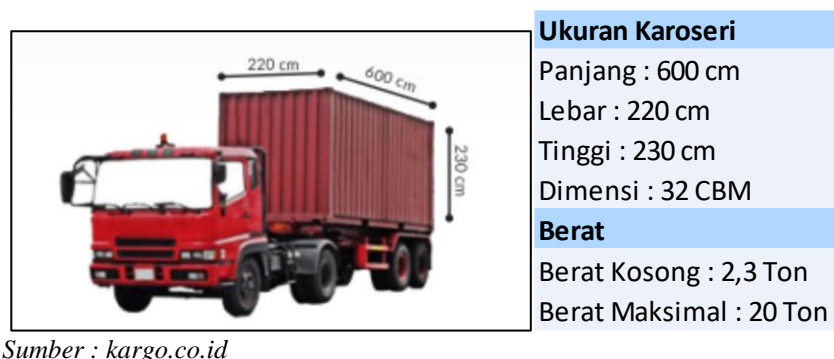 220 cm
600 cm
230 cm
Ukuran Karoseri
Panjang : 600 cm
Lebar : 220 cm
Tinggi : 230 cm
Dimensi : 32 CBM
Berat
Berat Kosong : 2,3 Ton
Berat Maksimal : 20 Ton
Sumber : kargo.co.id